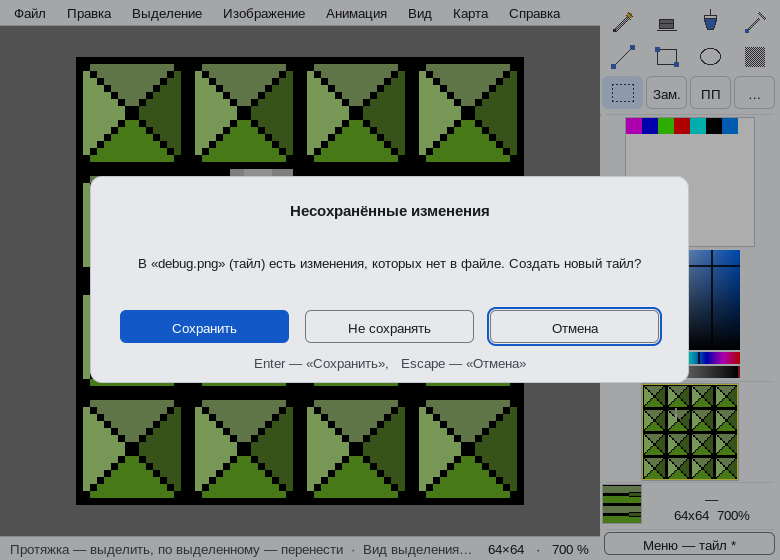 Файл Правка Выделение Изображение Анимация Вид Карта Справка
Зам. ПП ...
Несохранённые изменения
В «debug.png» (тайл) есть изменения, которых нет в файле. Создать новый тайл?
Сохранить Не сохранять Отмена
Enter — «Сохранить», Escape — «Отмена»
—
64x64 700%
Меню — тайл *
Протяжка — выделить, по выделенному — перенести · Вид выделения… 64×64 · 700 %